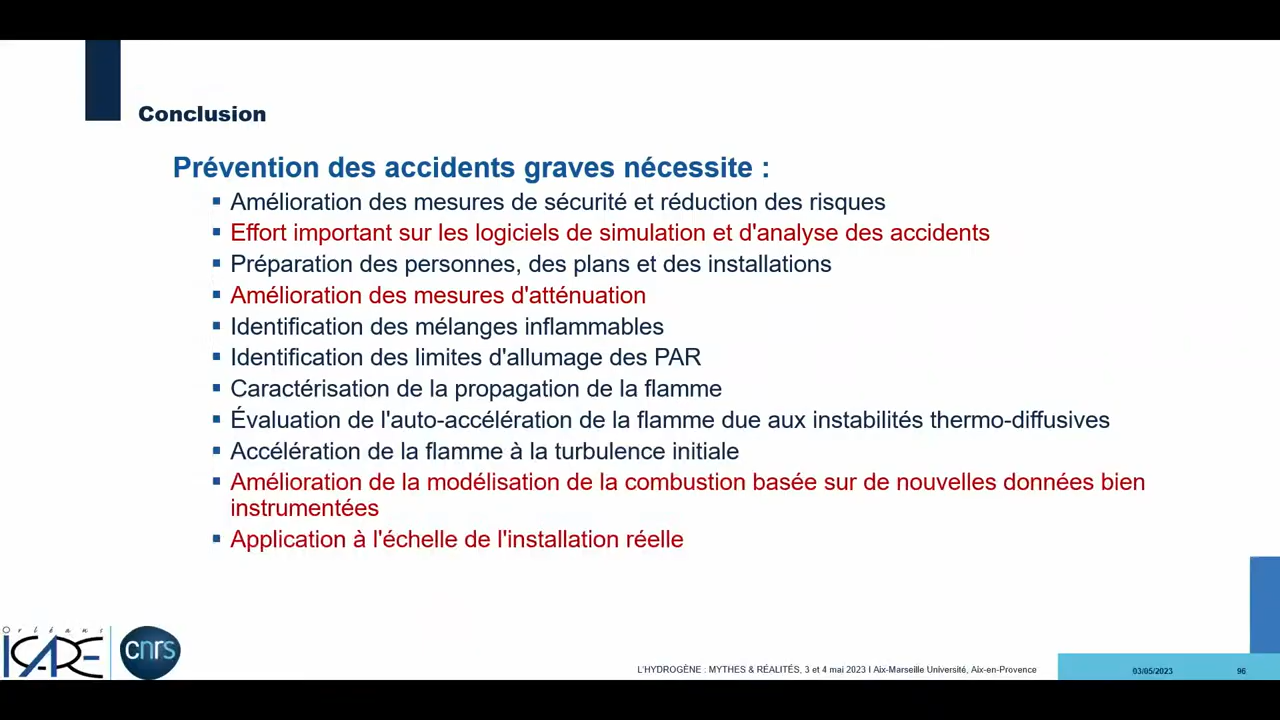 Conclusion
Prévention des accidents graves nécessite :
Amélioration des mesures de sécurité et réduction des risques
Effort important sur les logiciels de simulation et d'analyse des accidents
Préparation des personnes, des plans et des installations
Amélioration des mesures d'atténuation
Identification des mélanges inflammables
Identification des limites d'allumage des PAR
Caractérisation de la propagation de la flamme
Évaluation de l'auto-accélération de la flamme due aux instabilités thermo-diffusives
Accélération de la flamme à la turbulence initiale
Amélioration de la modélisation de la combustion basée sur de nouvelles données bien
instrumentées
Application à l'échelle de l'installation réelle
Orléans
ICARE
cnrs
L'HYDROGÈNE : MYTHES & RÉALITÉS, 3 et 4 mai 2023 I Aix-Marseille Université, Aix-en-Provence
03/05/2023
96